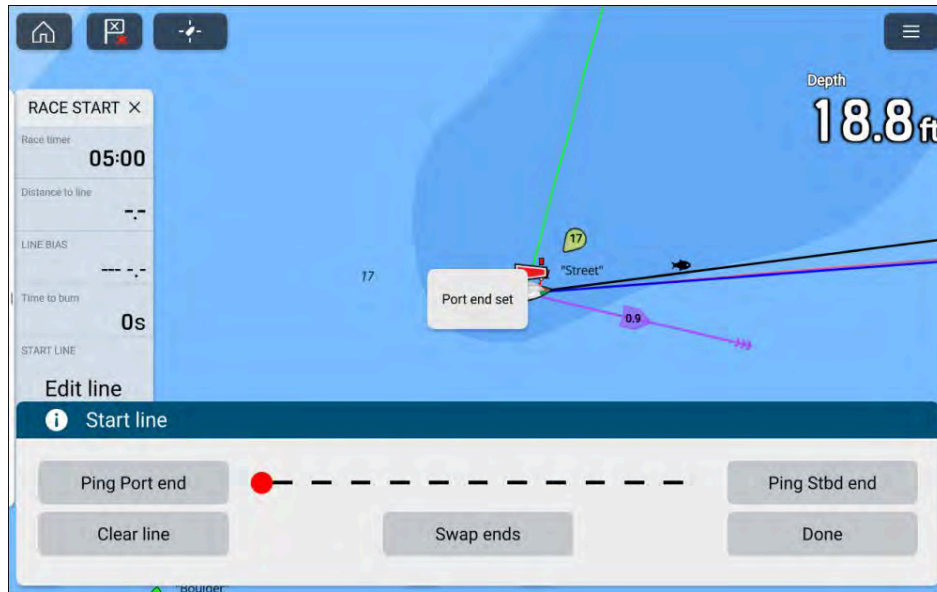 Depth
18.8 ft
RACE START ×
Race timer
05:00
Distance to line
-.-
LINE BIAS
--- -.-
Time to burn
0s
START LINE
Edit line
17
17
"Street"
Port end set
0.9
Start line
Ping Port end
Ping Stbd end
Clear line
Swap ends
Done
"Boulder"